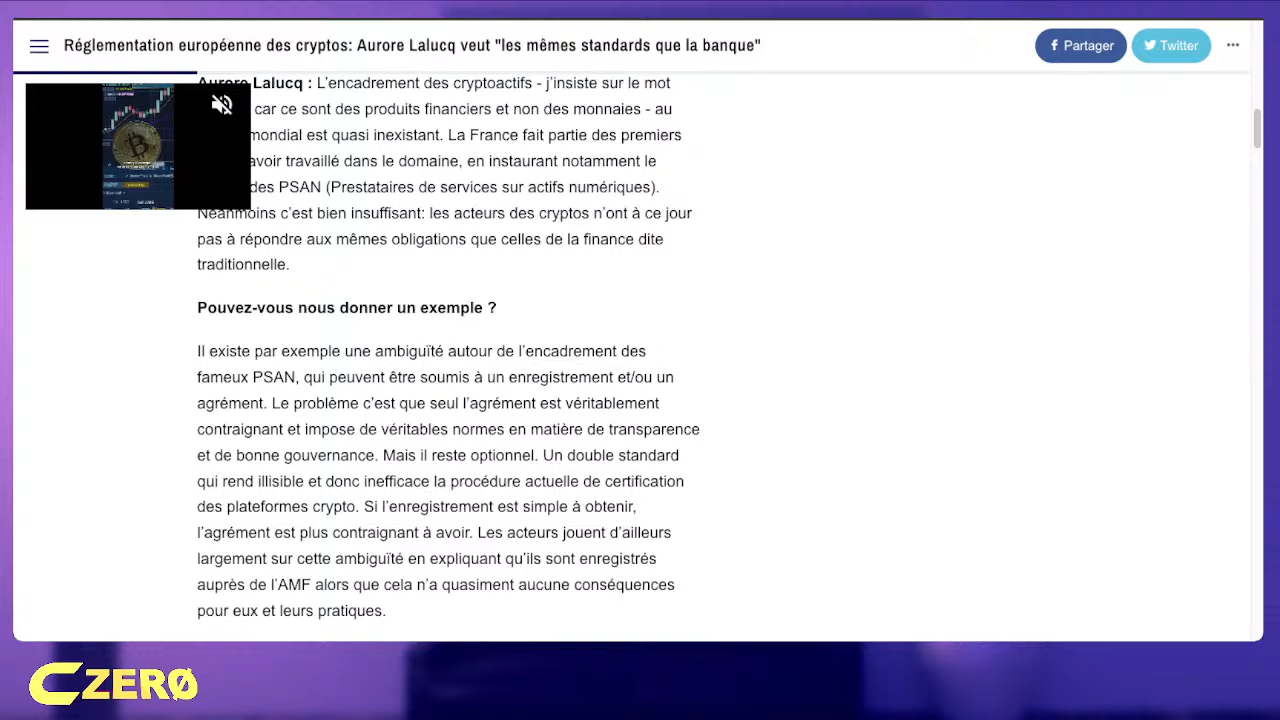 Réglementation européenne des cryptos: Aurore Lalucq veut "les mêmes standards que la banque"
Partager
Twitter
Aurore Lalucq : L'encadrement des cryptoactifs - j'insiste sur le mot
car ce sont des produits financiers et non des monnaies - au
mondial est quasi inexistant. La France fait partie des premiers
avoir travaillé dans le domaine, en instaurant notamment le
des PSAN (Prestataires de services sur actifs numériques).
Néanmoins c'est bien insuffisant: les acteurs des cryptos n'ont à ce jour
pas à répondre aux mêmes obligations que celles de la finance dite
traditionnelle.
Pouvez-vous nous donner un exemple ?
Il existe par exemple une ambiguïté autour de l'encadrement des
fameux PSAN, qui peuvent être soumis à un enregistrement et/ou un
agrément. Le problème c'est que seul l'agrément est véritablement
contraignant et impose de véritables normes en matière de transparence
et de bonne gouvernance. Mais il reste optionnel. Un double standard
qui rend illisible et donc inefficace la procédure actuelle de certification
des plateformes crypto. Si l'enregistrement est simple à obtenir,
l'agrément est plus contraignant à avoir. Les acteurs jouent d'ailleurs
largement sur cette ambiguïté en expliquant qu'ils sont enregistrés
auprès de l'AMF alors que cela n'a quasiment aucune conséquences
pour eux et leurs pratiques.
CZERØ